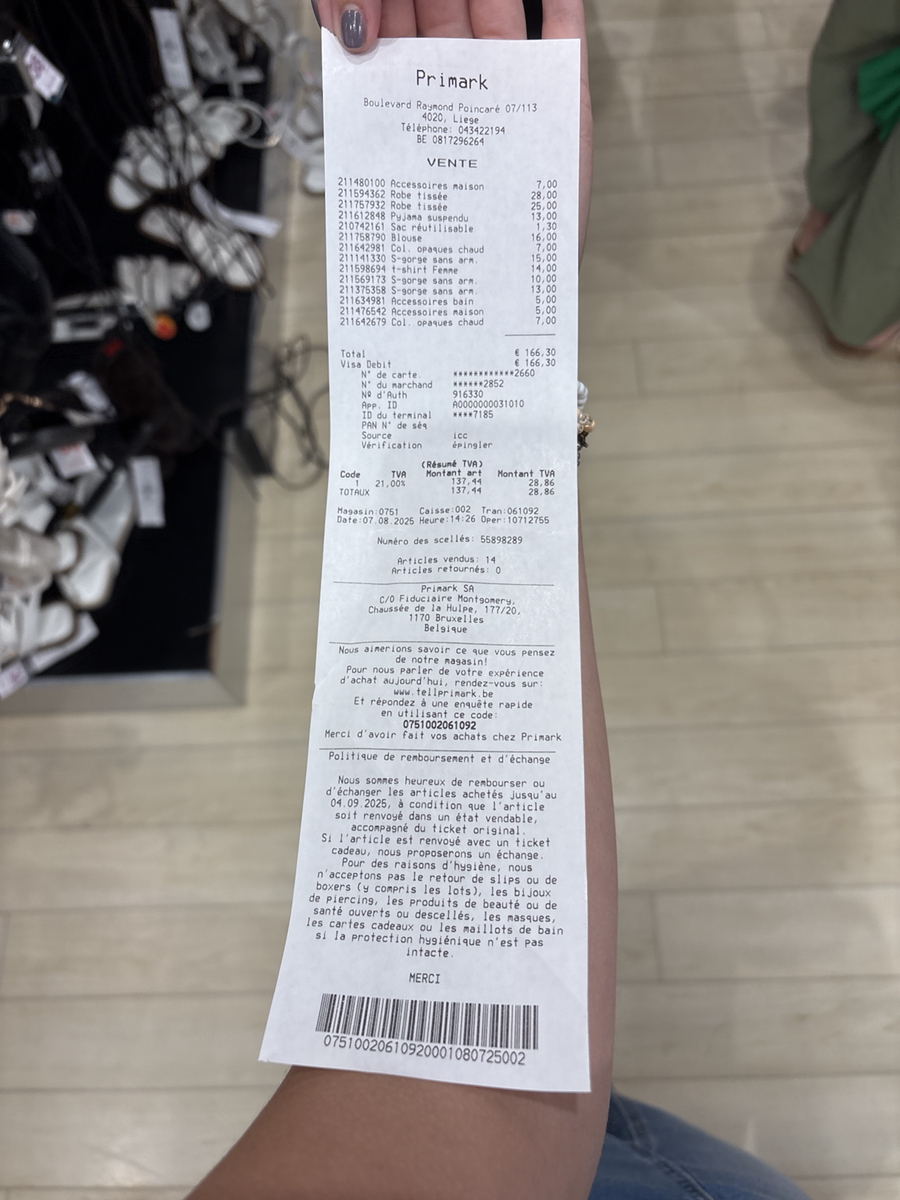 Primark
Boulevard Raymond Poincaré 07/113
4020, Liege
Téléphone: 043422194
BE 0817296264
VENTE
211480100 Accessoires maison 7,00
211594362 Robe tissée 28,00
211757932 Robe tissée 25,00
211612848 Pyjama suspendu 13,00
210742161 Sac réutilisable 1,30
211758790 Blouse 16,00
211642981 Col. opaques chaud 7,00
211141330 S-gorge sans arm. 15,00
211598694 t-shirt Femme 14,00
211569173 S-gorge sans arm. 10,00
211375358 S-gorge sans arm. 13,00
211634981 Accessoires bain 5,00
211476542 Accessoires maison 5,00
211642679 Col. opaques chaud 7,00
Total € 166,30
Visa Debit € 166,30
N° de carte. ************2660
N° du marchand ******2852
Nº d'Auth 916330
App. ID A0000000031010
ID du terminal ****7185
PAN N° de séq
Source icc
Vérification épingler
(Résumé TVA)
Code TVA Montant art Montant TVA
1 21,00% 137,44 28,86
TOTAUX 137,44 28,86
Magasin:0751 Caisse:002 Tran:061092
Date:07.08.2025 Heure:14:26 Oper:10712755
Numéro des scellés: 55898289
Articles vendus: 14
Articles retournés: 0
Primark SA
C/O Fiduciaire Montgomery,
Chaussée de la Hulpe, 177/20,
1170 Bruxelles
Belgique
Nous aimerions savoir ce que vous pensez
de notre magasin!
Pour nous parler de votre expérience
d'achat aujourd'hui, rendez-vous sur:
www.tellprimark.be
Et répondez à une enquête rapide
en utilisant ce code:
0751002061092
Merci d'avoir fait vos achats chez Primark
Politique de remboursement et d'échange
Nous sommes heureux de rembourser ou
d'échanger les articles achetés jusqu'au
04.09.2025, à condition que l'article
soit renvoyé dans un état vendable,
accompagné du ticket original.
Si l'article est renvoyé avec un ticket
cadeau, nous proposerons un échange.
Pour des raisons d'hygiène, nous
n'acceptons pas le retour de slips ou de
boxers (y compris les lots), les bijoux
de piercing, les produits de beauté ou de
santé ouverts ou descellés, les masques,
les cartes cadeaux ou les maillots de bain
si la protection hygiénique n'est pas
intacte.
MERCI
07510020610920001080725002